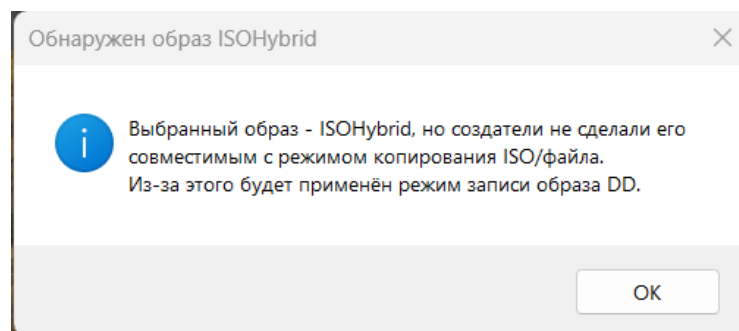 Обнаружен образ ISOHybrid
Выбранный образ - ISOHybrid, но создатели не сделали его
совместимым с режимом копирования ISO/файла.
Из-за этого будет применён режим записи образа DD.
OK